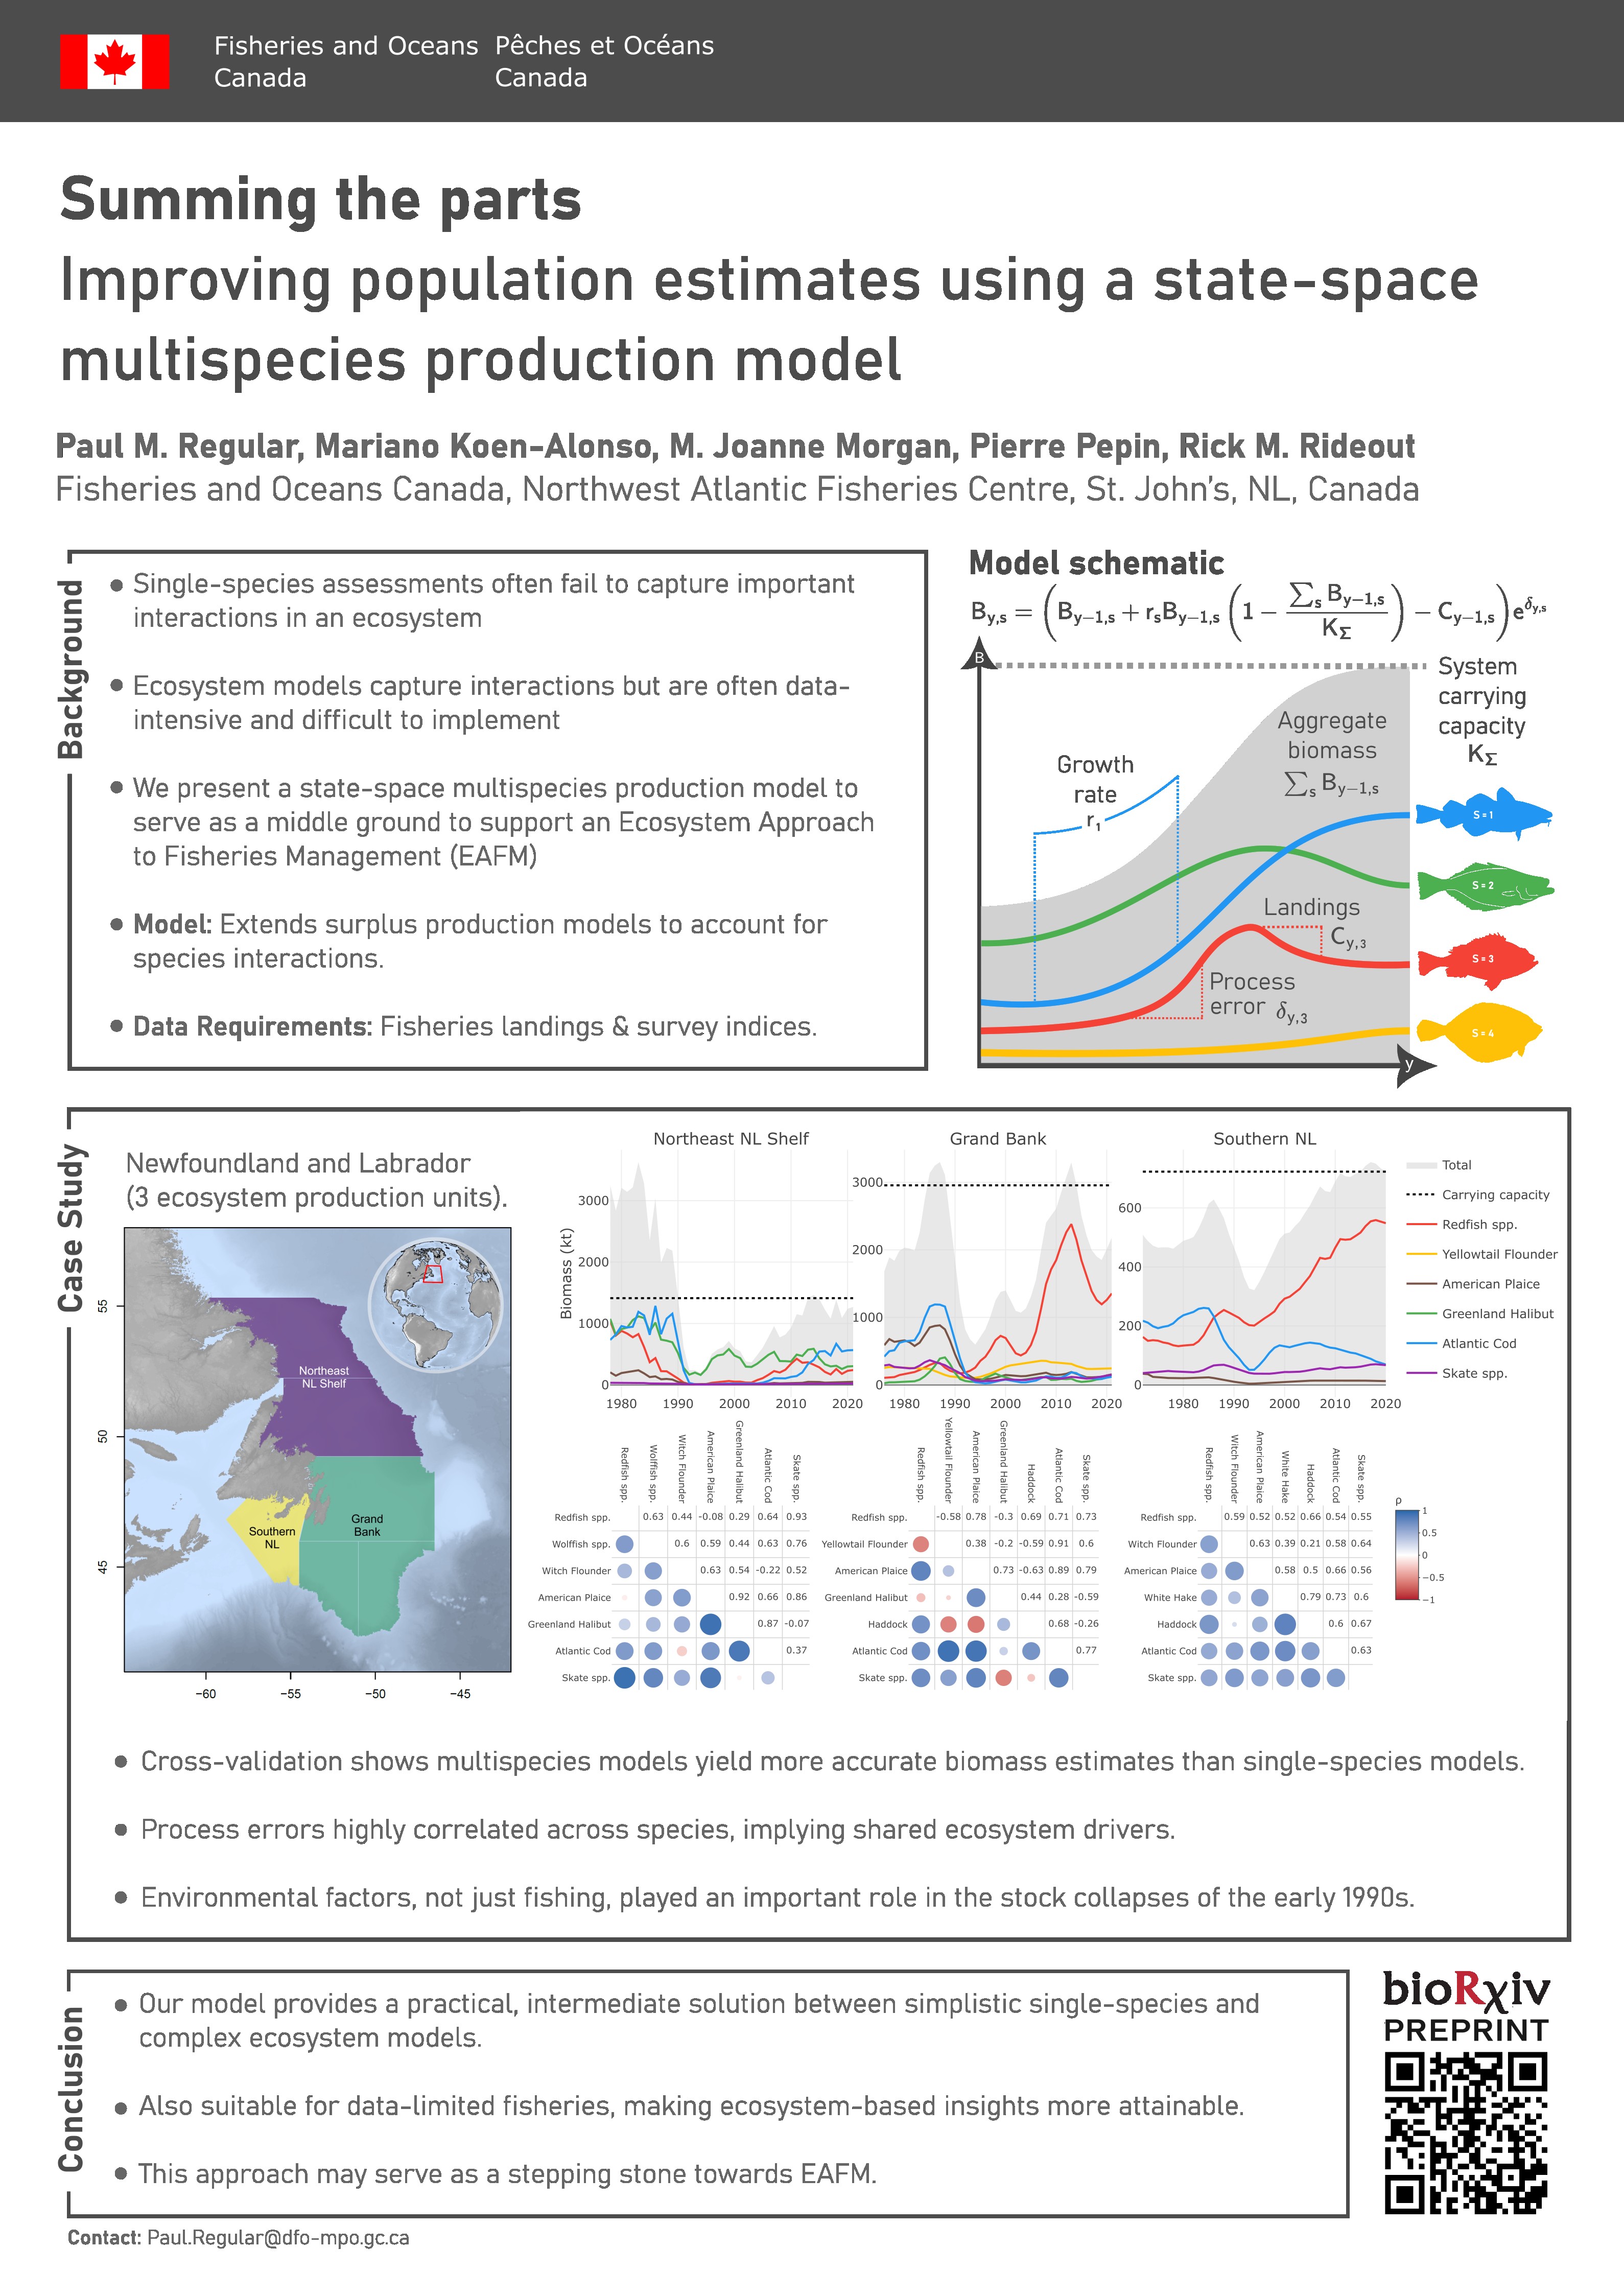 Fisheries and Oceans Canada
Pêches et Océans Canada
Summing the parts
Improving population estimates using a state-space
multispecies production model
Paul M. Regular, Mariano Koen-Alonso, M. Joanne Morgan, Pierre Pepin, Rick M. Rideout
Fisheries and Oceans Canada, Northwest Atlantic Fisheries Centre, St. John's, NL, Canada
Background
● Single-species assessments often fail to capture important
interactions in an ecosystem
● Ecosystem models capture interactions but are often data-
intensive and difficult to implement
● We present a state-space multispecies production model to
serve as a middle ground to support an Ecosystem Approach
to Fisheries Management (EAFM)
● Model: Extends surplus production models to account for
species interactions.
● Data Requirements: Fisheries landings & survey indices.
Model schematic
B_{y,s} = (B_{y−1,s} + r_s B_{y−1,s} (1 − ∑_s B_{y−1,s} / K_Σ) − C_{y−1,s}) e^{δ_{y,s}}
B
System
carrying
capacity
K_Σ
Aggregate
biomass
∑_s B_{y−1,s}
Growth
rate
r₁
S = 1
S = 2
Landings
C_{y,3}
S = 3
Process
error δ_{y,3}
S = 4
y
Case Study
Newfoundland and Labrador
(3 ecosystem production units).
55
50
45
−60 −55 −50 −45
Northeast
NL Shelf
Southern
NL
Grand
Bank
Northeast NL Shelf
Biomass (kt)
3000
2000
1000
0
1980 1990 2000 2010 2020
Grand Bank
3000
2000
1000
0
1980 1990 2000 2010 2020
Southern NL
600
400
200
0
1980 1990 2000 2010 2020
Total
Carrying capacity
Redfish spp.
Yellowtail Flounder
American Plaice
Greenland Halibut
Atlantic Cod
Skate spp.
Redfish spp. Wolffish spp. Witch Flounder American Plaice Greenland Halibut Atlantic Cod Skate spp.
Redfish spp. 0.63 0.44 -0.08 0.29 0.64 0.93
Wolffish spp. 0.6 0.59 0.44 0.63 0.76
Witch Flounder 0.63 0.54 -0.22 0.52
American Plaice 0.92 0.66 0.86
Greenland Halibut 0.87 -0.07
Atlantic Cod 0.37
Skate spp.
Redfish spp. Yellowtail Flounder American Plaice Greenland Halibut Haddock Atlantic Cod Skate spp.
Redfish spp. -0.58 0.78 -0.3 0.69 0.71 0.73
Yellowtail Flounder 0.38 -0.2 -0.59 0.91 0.6
American Plaice 0.73 -0.63 0.89 0.79
Greenland Halibut 0.44 0.28 -0.59
Haddock 0.68 -0.26
Atlantic Cod 0.77
Skate spp.
Redfish spp. Witch Flounder American Plaice White Hake Haddock Atlantic Cod Skate spp.
Redfish spp. 0.59 0.52 0.52 0.66 0.54 0.55
Witch Flounder 0.63 0.39 0.21 0.58 0.64
American Plaice 0.58 0.5 0.66 0.56
White Hake 0.79 0.73 0.6
Haddock 0.6 0.67
Atlantic Cod 0.63
Skate spp.
ρ
1
0.5
0
−0.5
−1
● Cross-validation shows multispecies models yield more accurate biomass estimates than single-species models.
● Process errors highly correlated across species, implying shared ecosystem drivers.
● Environmental factors, not just fishing, played an important role in the stock collapses of the early 1990s.
Conclusion
● Our model provides a practical, intermediate solution between simplistic single-species and
complex ecosystem models.
● Also suitable for data-limited fisheries, making ecosystem-based insights more attainable.
● This approach may serve as a stepping stone towards EAFM.
bioRχiv
PREPRINT
Contact: Paul.Regular@dfo-mpo.gc.ca